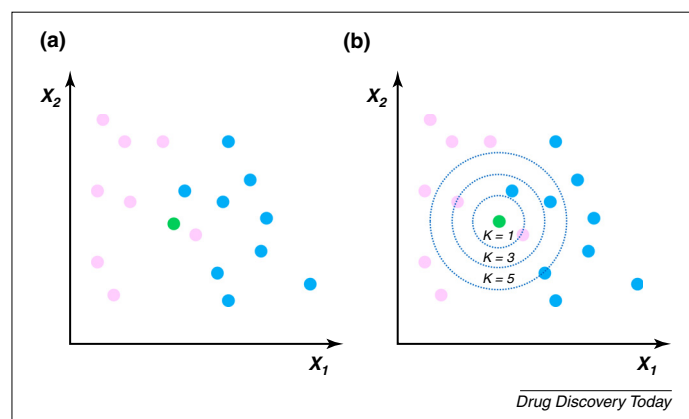 (a)
X2
X1
(b)
X2
K = 1
K = 3
K = 5
X1
Drug Discovery Today